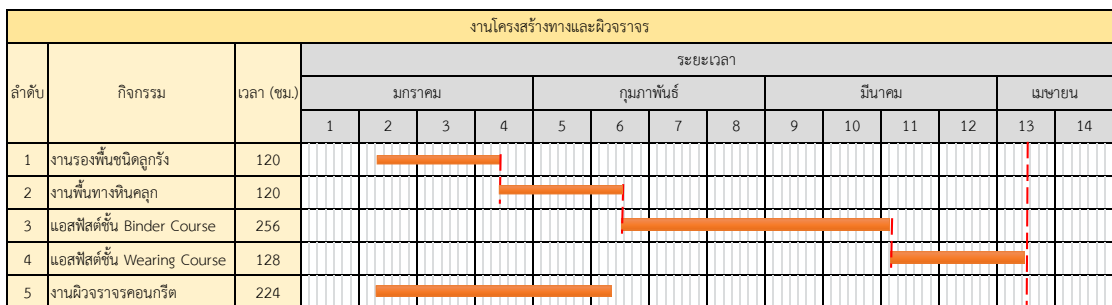 งานโครงสร้างทางและผิวจราจร
ลำดับ กิจกรรม เวลา (ชม.) ระยะเวลา
มกราคม กุมภาพันธ์ มีนาคม เมษายน
1 2 3 4 5 6 7 8 9 10 11 12 13 14
1 งานรองพื้นชนิดลูกรัง 120
2 งานพื้นทางหินคลุก 120
3 แอสฟัสต์ชั้น Binder Course 256
4 แอสฟัสต์ชั้น Wearing Course 128
5 งานผิวจราจรคอนกรีต 224